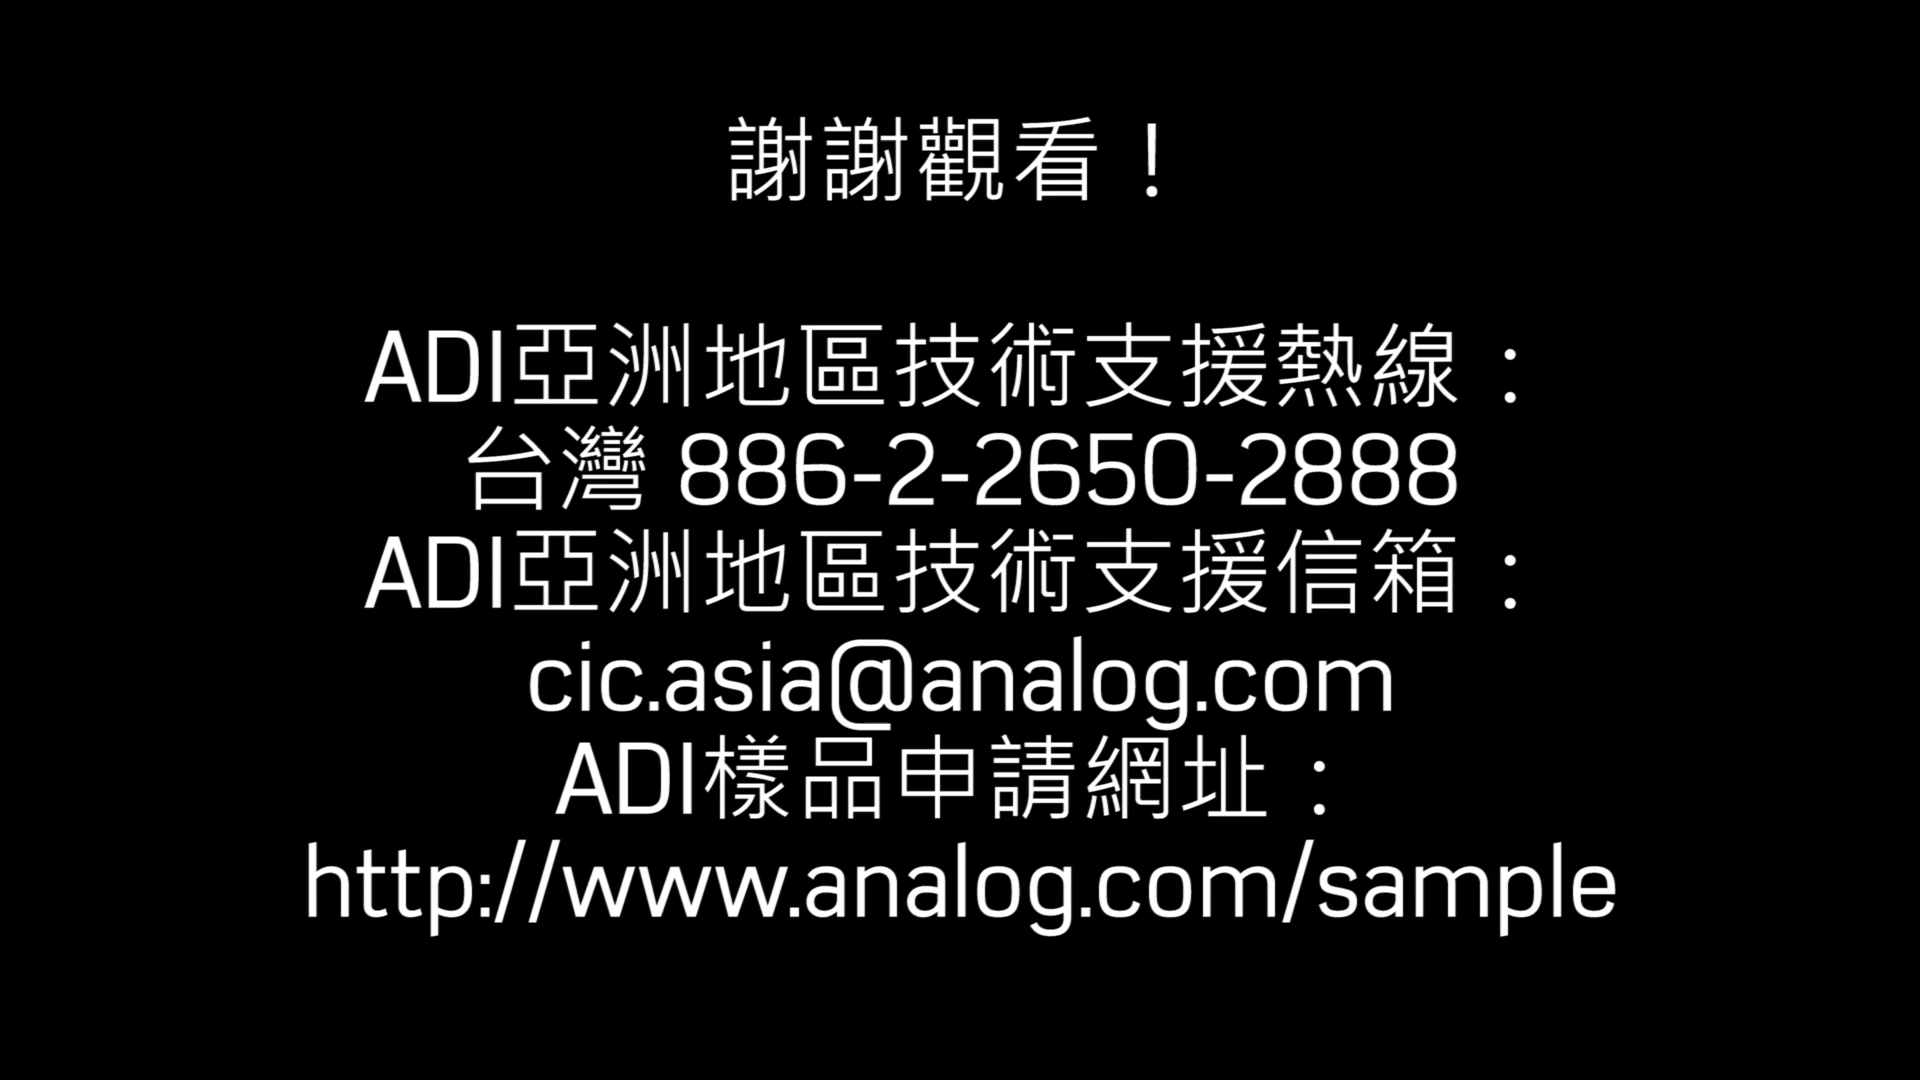 謝謝觀看！
ADI亞洲地區技術支援熱線：
台灣 886-2-2650-2888
ADI亞洲地區技術支援信箱：
cic.asia@analog.com
ADI樣品申請網址：
http://www.analog.com/sample